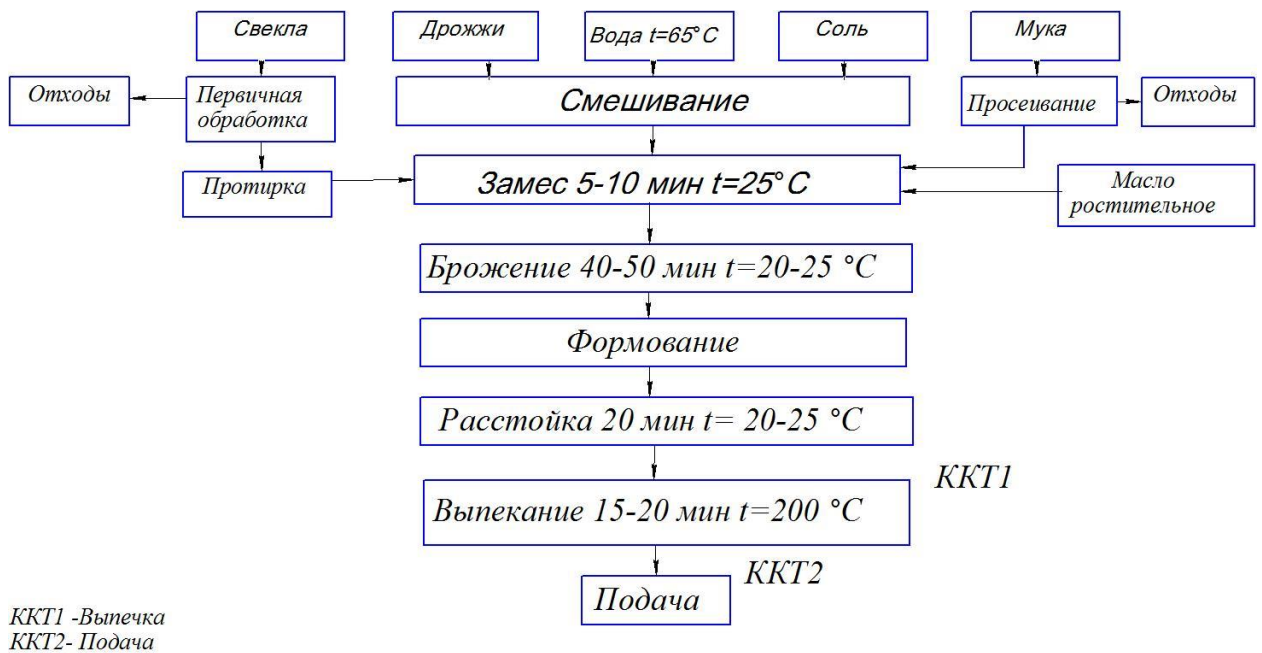 Свекла
Дрожжи
Вода t=65°C
Соль
Мука
Отходы
Первичная
обработка
Смешивание
Просеивание
Отходы
Протирка
Замес 5-10 мин t=25°C
Масло
ростительное
Брожение 40-50 мин t=20-25 °C
Формование
Расстойка 20 мин t= 20-25 °C
ККТ1
Выпекание 15-20 мин t=200 °C
ККТ2
Подача
ККТ1 -Выпечка
ККТ2- Подача